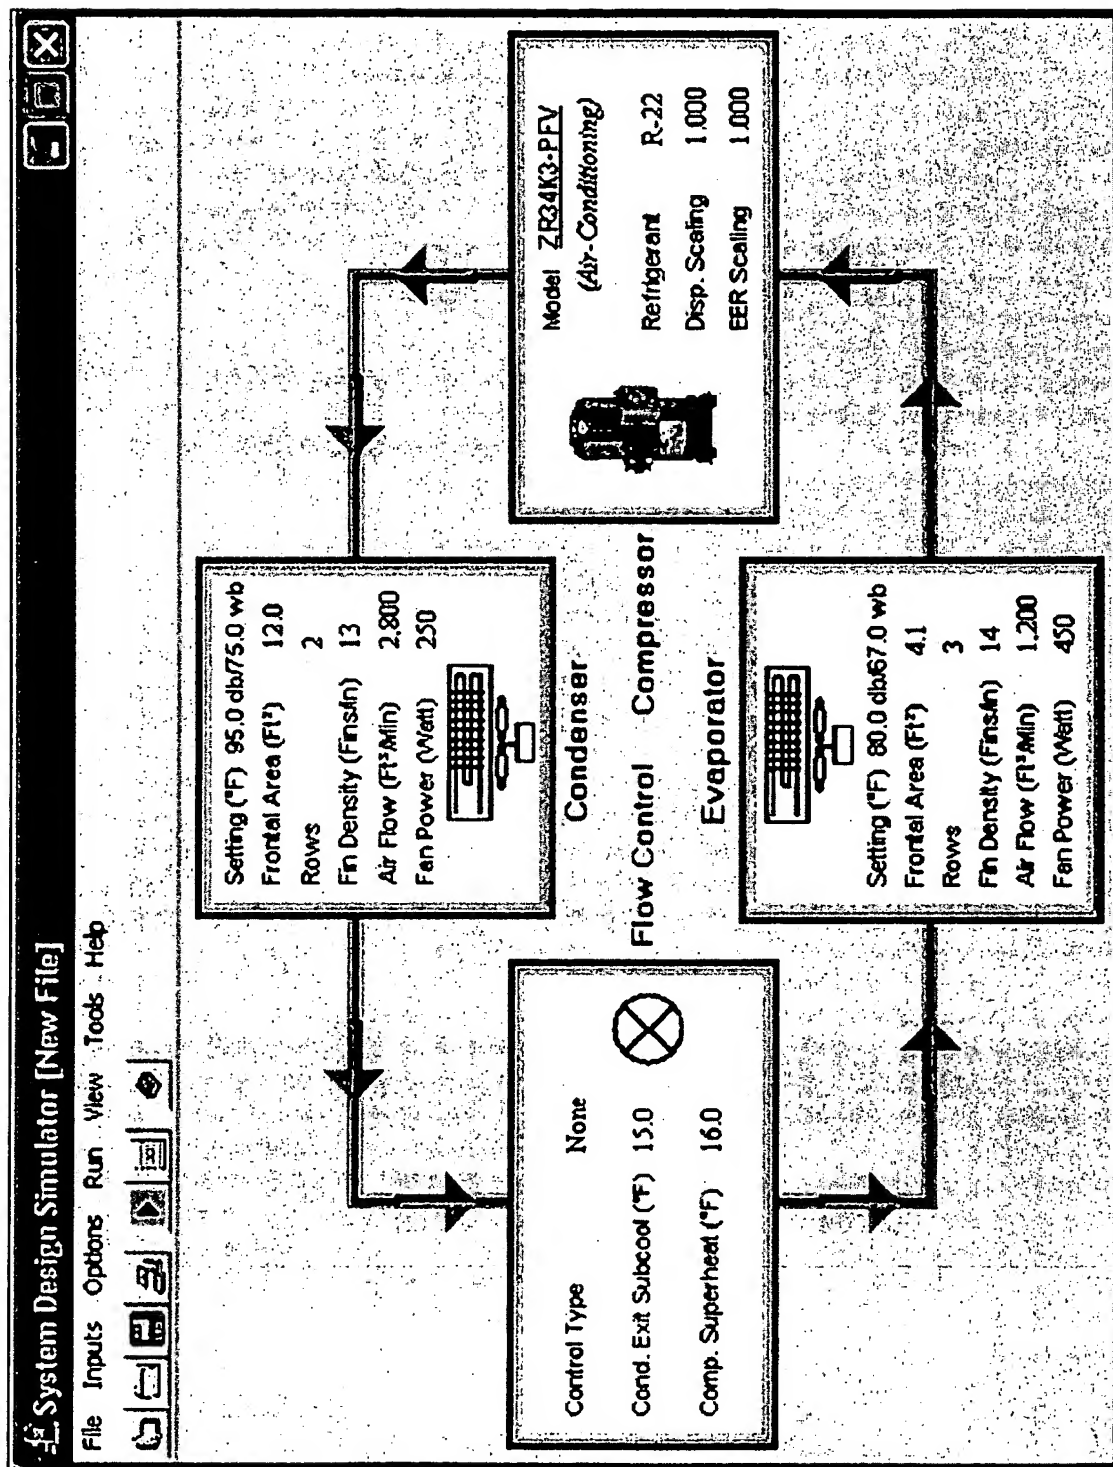 System Design Simulator [New File]
File Inputs Options Run View Tools Help
Setting (°F) 95.0 db/75.0 wb
Frontal Area (Ft²) 12.0
Rows 2
Fin Density (Fins/in) 13
Air Flow (Ft³/Min) 2,800
Fan Power (Watt) 250
Condenser
Control Type None
Cond. Exit Subcool (°F) 15.0
Comp. Superheat (°F) 16.0
Flow Control
Compressor
Model ZR34K3-PFV
(Air-Conditioning)
Refrigerant R-22
Disp. Scaling 1.000
EER Scaling 1.000
Evaporator
Setting (°F) 80.0 db/67.0 wb
Frontal Area (Ft²) 4.1
Rows 3
Fin Density (Fins/in) 14
Air Flow (Ft³/Min) 1,200
Fan Power (Watt) 450